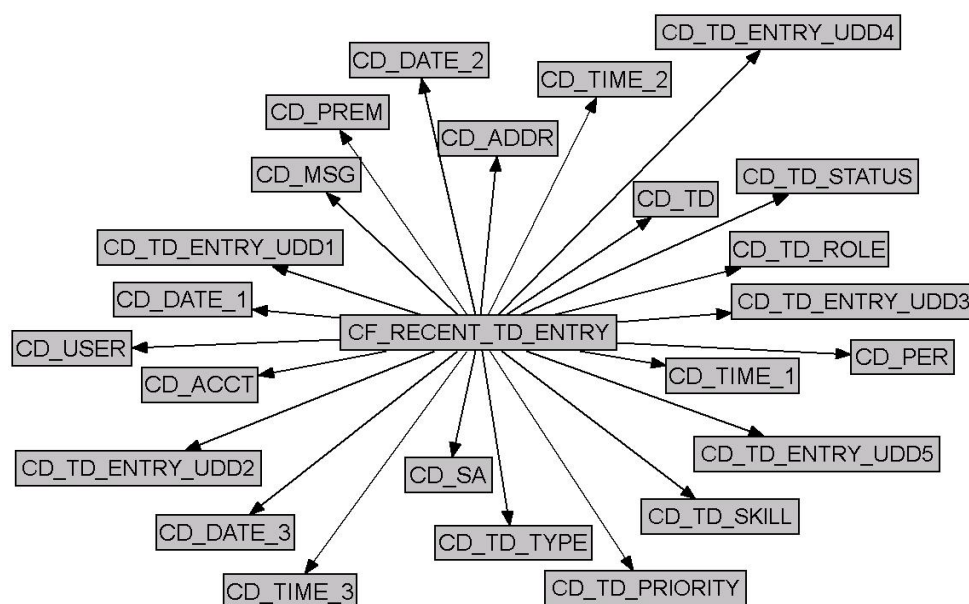 CD_TD_ENTRY_UDD4
CD_DATE_2
CD_TIME_2
CD_PREM
CD_ADDR
CD_MSG
CD_TD_STATUS
CD_TD
CD_TD_ENTRY_UDD1
CD_TD_ROLE
CD_DATE_1
CD_TD_ENTRY_UDD3
CF_RECENT_TD_ENTRY
CD_USER
CD_PER
CD_ACCT
CD_TIME_1
CD_TD_ENTRY_UDD2
CD_TD_ENTRY_UDD5
CD_SA
CD_TD_SKILL
CD_DATE_3
CD_TD_TYPE
CD_TIME_3
CD_TD_PRIORITY